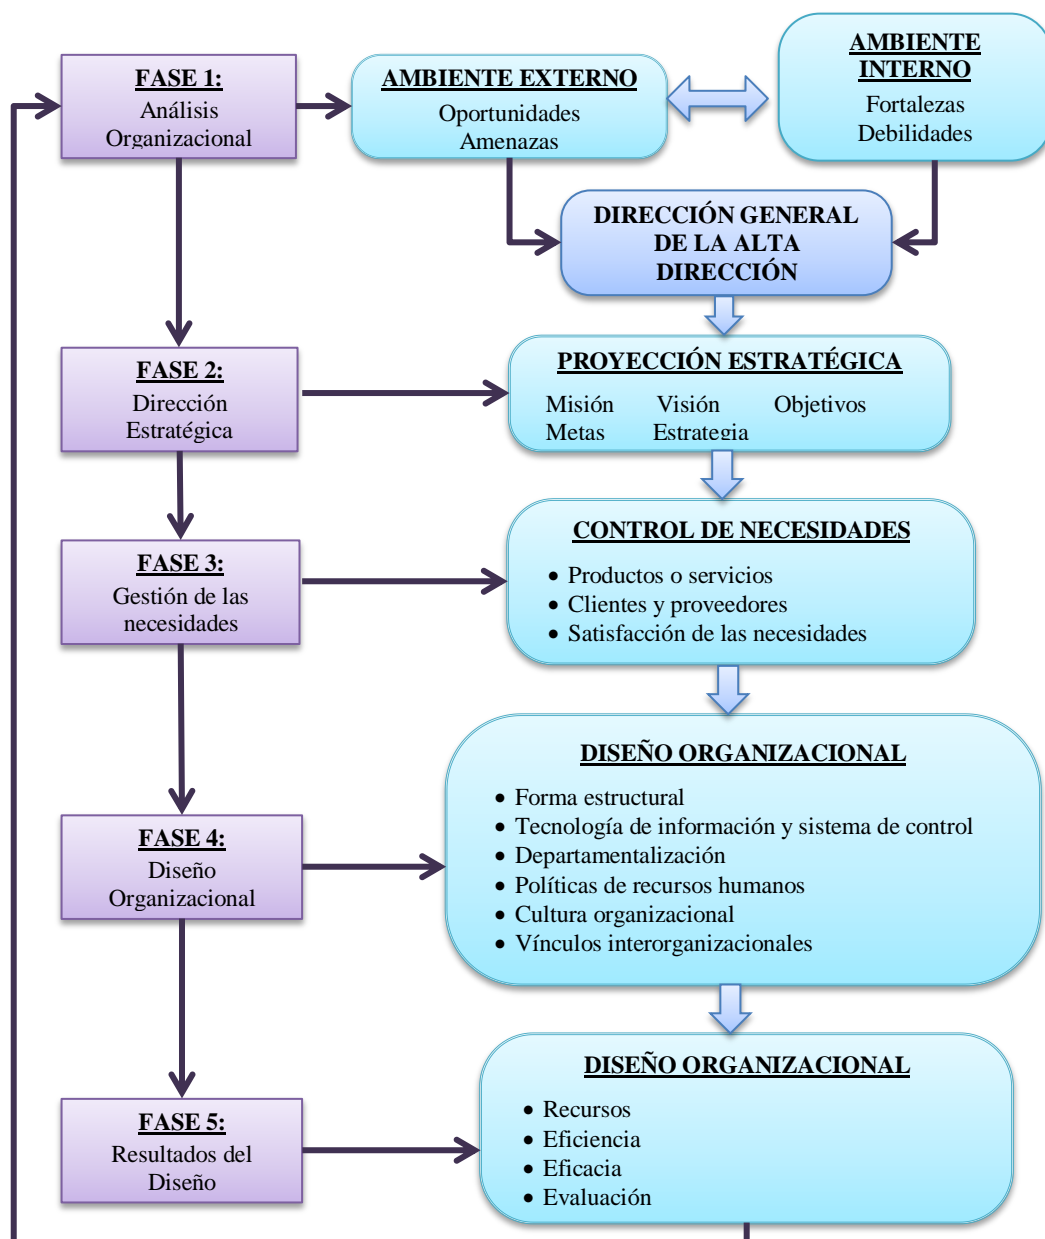 FASE 1:
Análisis
Organizacional
AMBIENTE EXTERNO
Oportunidades
Amenazas
AMBIENTE
INTERNO
Fortalezas
Debilidades
DIRECCIÓN GENERAL
DE LA ALTA
DIRECCIÓN
FASE 2:
Dirección
Estratégica
PROYECCIÓN ESTRATÉGICA
Misión Visión Objetivos
Metas Estrategia
FASE 3:
Gestión de las
necesidades
CONTROL DE NECESIDADES
• Productos o servicios
• Clientes y proveedores
• Satisfacción de las necesidades
FASE 4:
Diseño
Organizacional
DISEÑO ORGANIZACIONAL
• Forma estructural
• Tecnología de información y sistema de control
• Departamentalización
• Políticas de recursos humanos
• Cultura organizacional
• Vínculos interorganizacionales
FASE 5:
Resultados del
Diseño
DISEÑO ORGANIZACIONAL
• Recursos
• Eficiencia
• Eficacia
• Evaluación